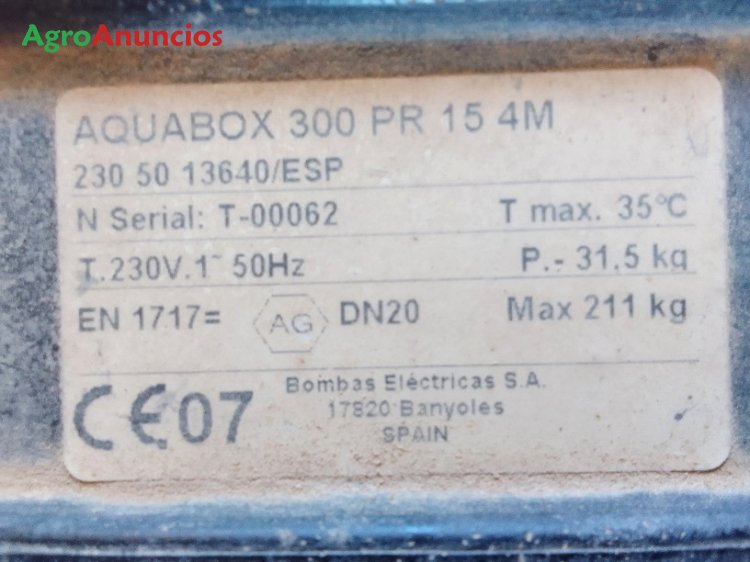 AgroAnuncios
AQUABOX 300 PR 15 4M
230 50 13640/ESP
N Serial: T-00062 T max. 35ºC
T.230V.1~ 50Hz P.- 31,5 kg
EN 1717= AG DN20 Max 211 kg
CE07 Bombas Eléctricas S.A.
17820 Banyoles
SPAIN